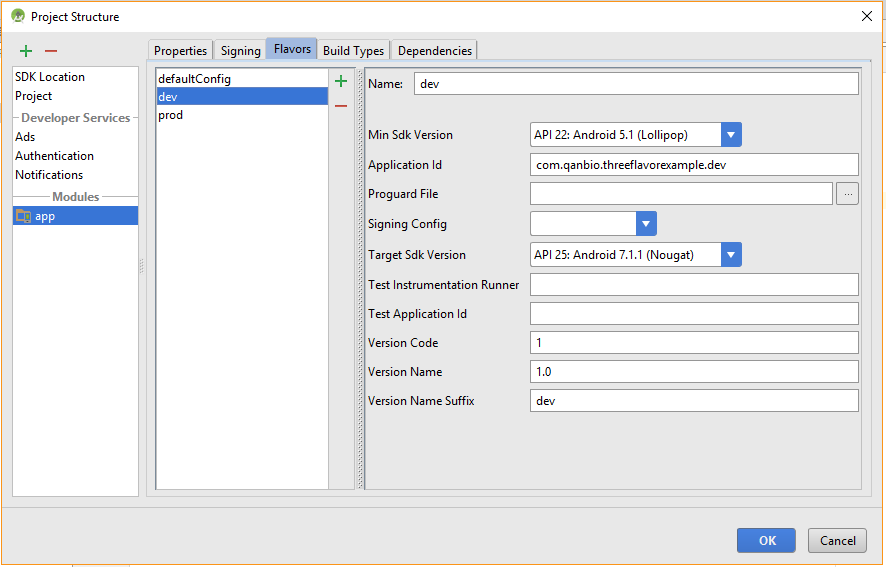 Project Structure
Properties Signing Flavors Build Types Dependencies
SDK Location
Project
Developer Services
Ads
Authentication
Notifications
Modules
app
defaultConfig
dev
prod
Name: dev
Min Sdk Version API 22: Android 5.1 (Lollipop)
Application Id com.qanbio.threeflavorexample.dev
Proguard File ...
Signing Config
Target Sdk Version API 25: Android 7.1.1 (Nougat)
Test Instrumentation Runner
Test Application Id
Version Code 1
Version Name 1.0
Version Name Suffix dev
OK Cancel